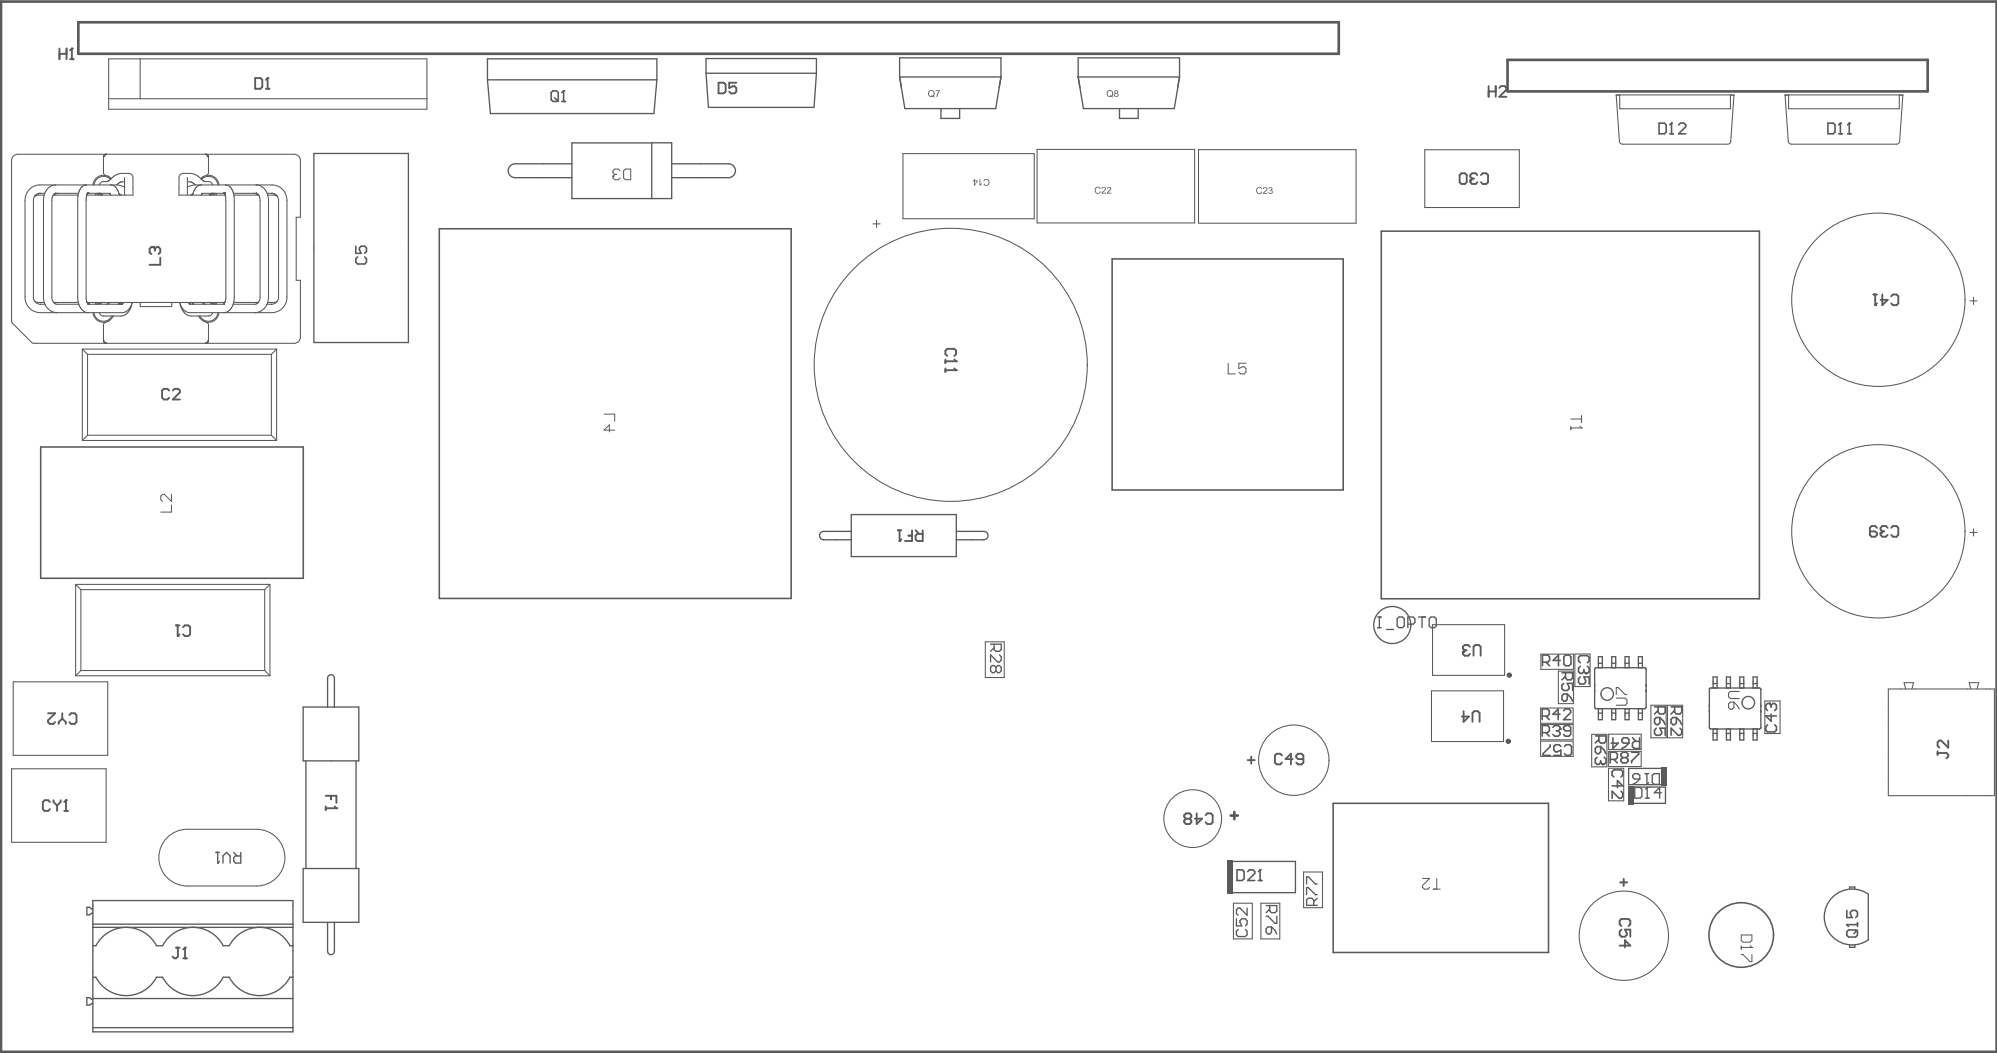 H1
D1
Q1
D5
Q7
Q8
H2
D12
D11
D3
C14
C22
C23
C30
L3
C5
+
C11
L5
L4
T1
C41
+
C2
L2
RF1
C39
+
C1
I_OPTO
U3
R28
R40
C35
R56
U7
U6
CY2
U4
R42
R39
C57
R65
R62
C43
R63
R64
R87
C42
D16
D14
J2
+
C49
CY1
F1
C48
+
RV1
D21
R77
T2
+
C52
R76
C54
D17
Q15
J1